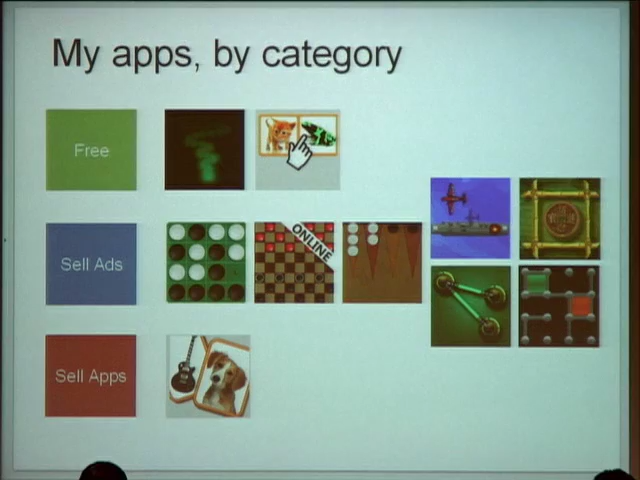 My apps, by category
Free
Sell Ads
ONLINE
Sell Apps